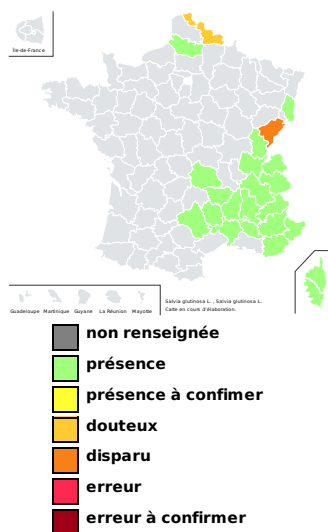 Île-de-France
Guadeloupe Martinique Guyane La Réunion Mayotte
Salvia glutinosa L. , Salvia glutinosa L.
Carte en cours d'élaboration.
non renseignée
présence
présence à confimer
douteux
disparu
erreur
erreur à confirmer